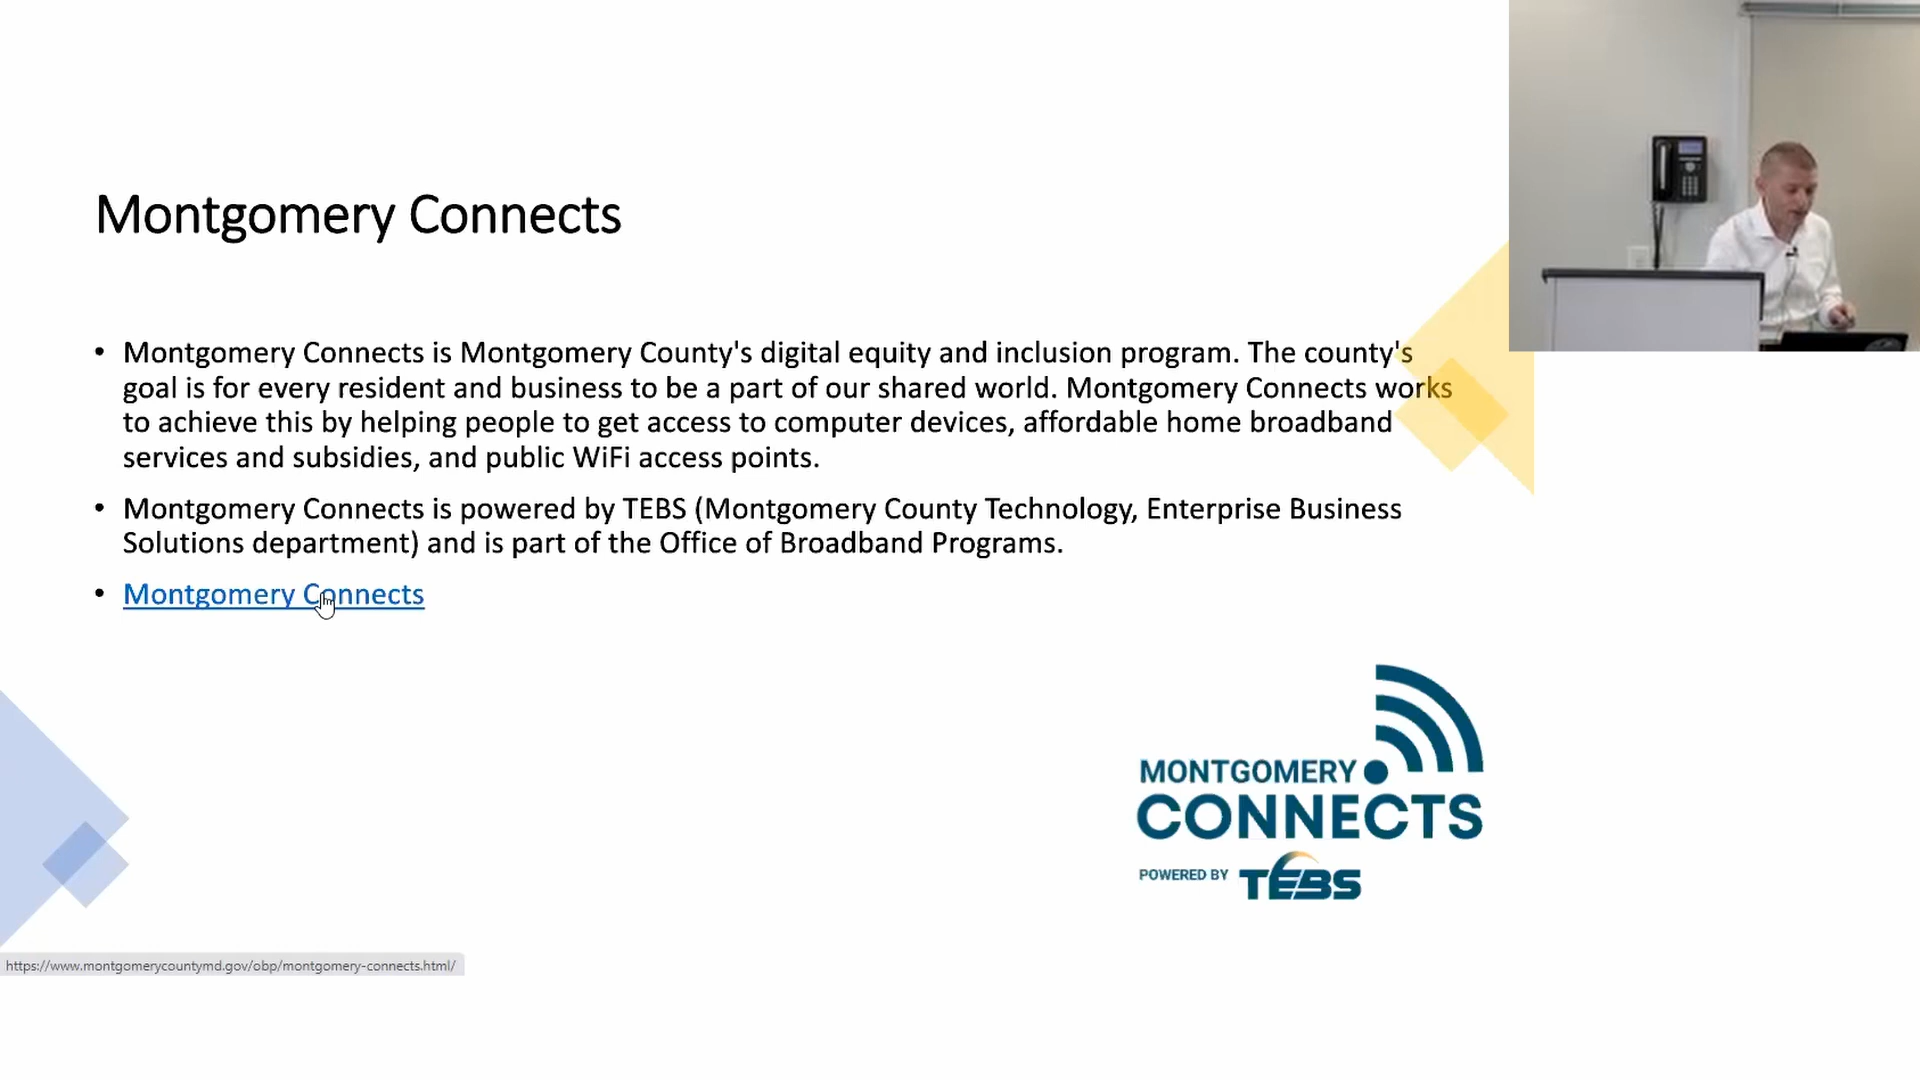 Montgomery Connects
• Montgomery Connects is Montgomery County's digital equity and inclusion program. The county's
goal is for every resident and business to be a part of our shared world. Montgomery Connects works
to achieve this by helping people to get access to computer devices, affordable home broadband
services and subsidies, and public WiFi access points.
• Montgomery Connects is powered by TEBS (Montgomery County Technology, Enterprise Business
Solutions department) and is part of the Office of Broadband Programs.
• Montgomery Connects
MONTGOMERY
CONNECTS
POWERED BY TEBS
https://www.montgomerycountymd.gov/obp/montgomery-connects.html/